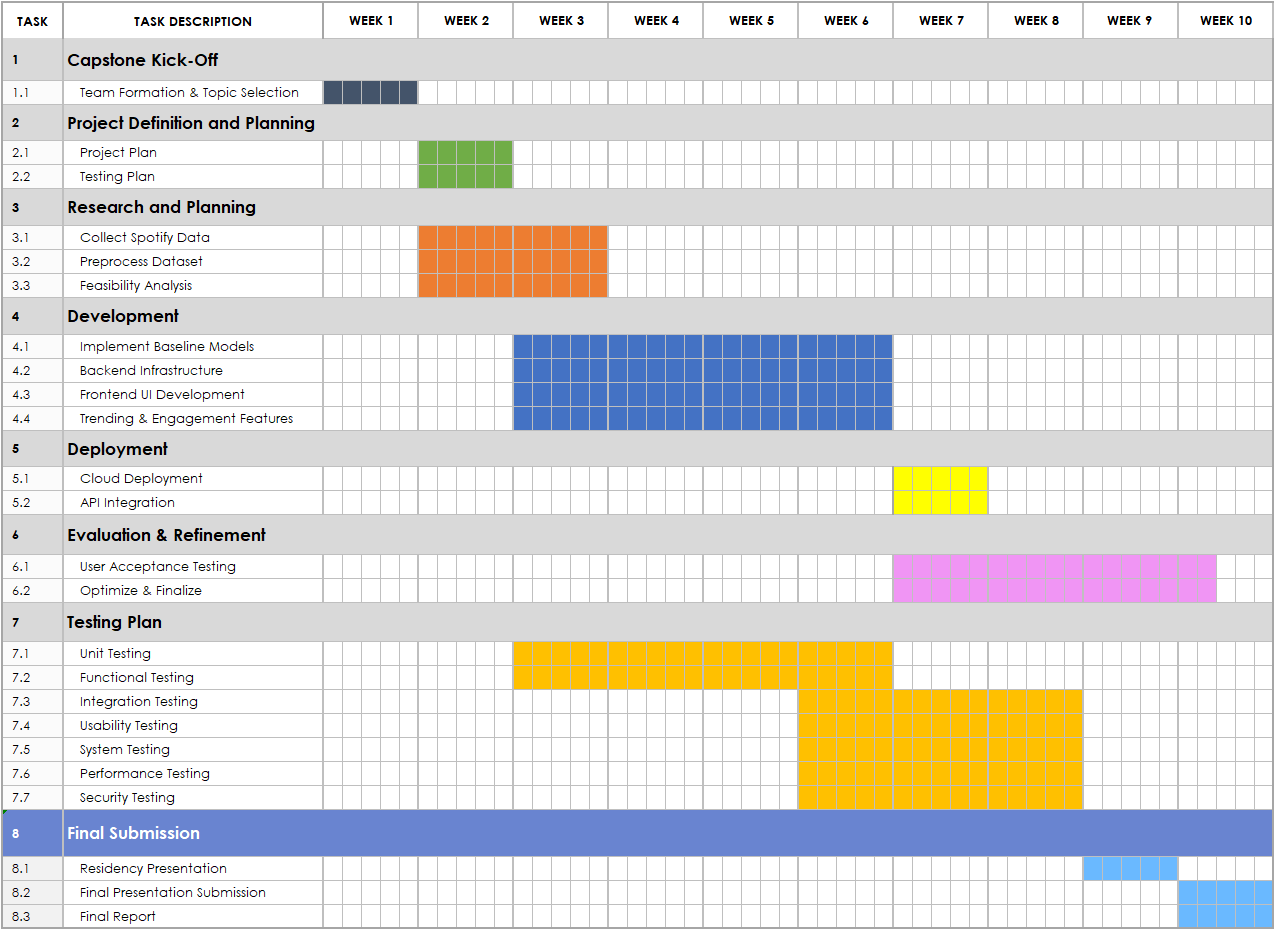 TASK TASK DESCRIPTION WEEK 1 WEEK 2 WEEK 3 WEEK 4 WEEK 5 WEEK 6 WEEK 7 WEEK 8 WEEK 9 WEEK 10
1 Capstone Kick-Off
1.1 Team Formation & Topic Selection
2 Project Definition and Planning
2.1 Project Plan
2.2 Testing Plan
3 Research and Planning
3.1 Collect Spotify Data
3.2 Preprocess Dataset
3.3 Feasibility Analysis
4 Development
4.1 Implement Baseline Models
4.2 Backend Infrastructure
4.3 Frontend UI Development
4.4 Trending & Engagement Features
5 Deployment
5.1 Cloud Deployment
5.2 API Integration
6 Evaluation & Refinement
6.1 User Acceptance Testing
6.2 Optimize & Finalize
7 Testing Plan
7.1 Unit Testing
7.2 Functional Testing
7.3 Integration Testing
7.4 Usability Testing
7.5 System Testing
7.6 Performance Testing
7.7 Security Testing
8 Final Submission
8.1 Residency Presentation
8.2 Final Presentation Submission
8.3 Final Report